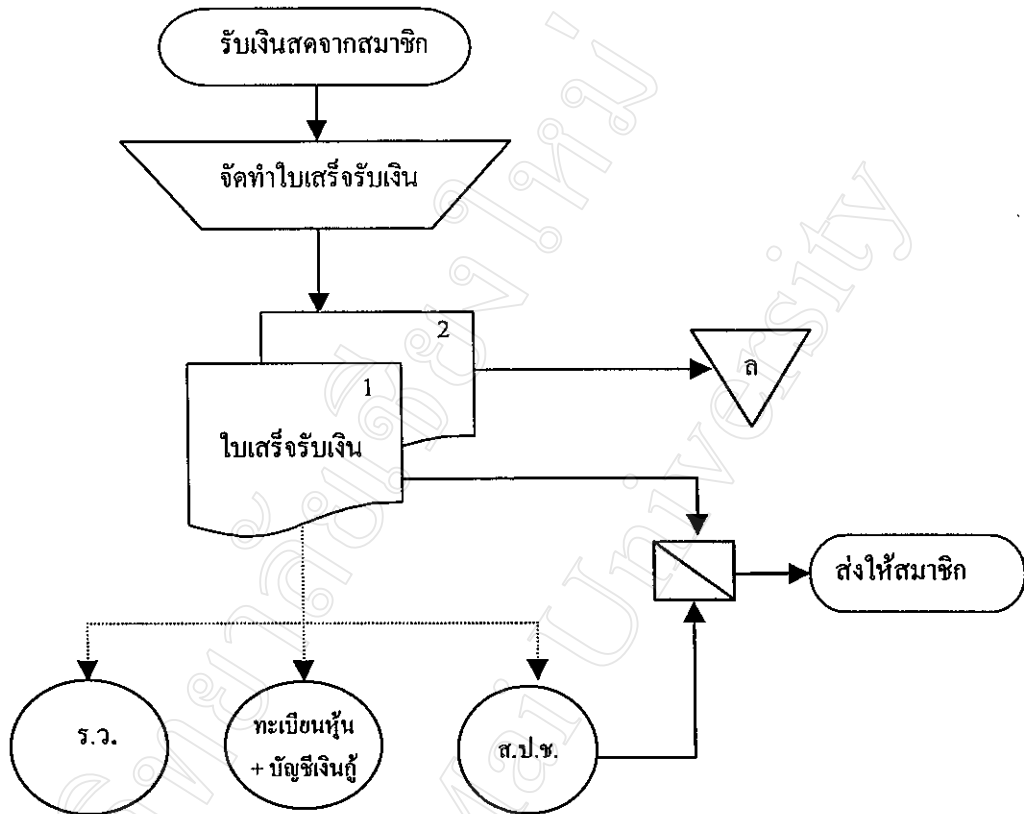 รับเงินสดจากสมาชิก
จัดทำใบเสร็จรับเงิน
2
1
ใบเสร็จรับเงิน
ล
ส่งให้สมาชิก
ร.ว.
ทะเบียนหุ้น
+ บัญชีเงินกู้
ส.ป.ช.
Mai University